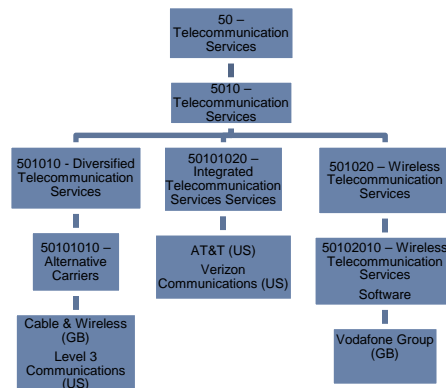 50 –
Telecommunication
Services
5010 –
Telecommunication
Services
501010 - Diversified
Telecommunication
Services
50101020 –
Integrated
Telecommunication
Services Services
501020 – Wireless
Telecommunication
Services
50101010 –
Alternative
Carriers
AT&T (US)
Verizon
Communications (US)
50102010 – Wireless
Telecommunication
Services
Software
Cable & Wireless
(GB)
Level 3
Communications
(US)
Vodafone Group
(GB)